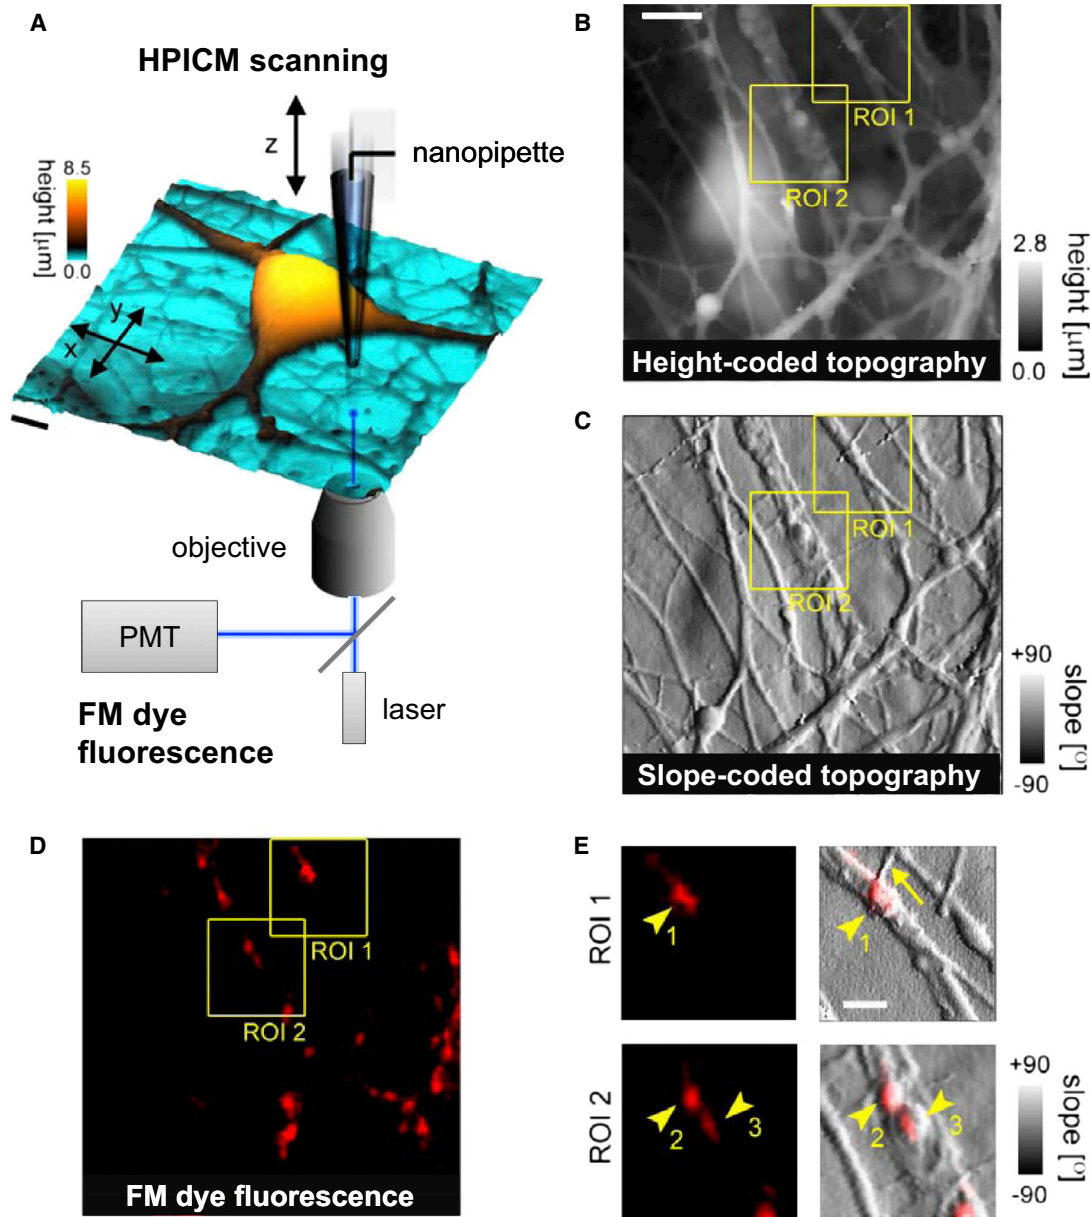 A
HPICM scanning
z
nanopipette
height [μm]
8.5
0.0
y
x
objective
PMT
laser
FM dye
fluorescence
B
ROI 1
ROI 2
2.8
height [μm]
0.0
Height-coded topography
C
ROI 1
ROI 2
+90
slope [º]
-90
Slope-coded topography
D
ROI 1
ROI 2
FM dye fluorescence
E
ROI 1
1
1
ROI 2
2
3
2
3
+90
slope [º]
-90